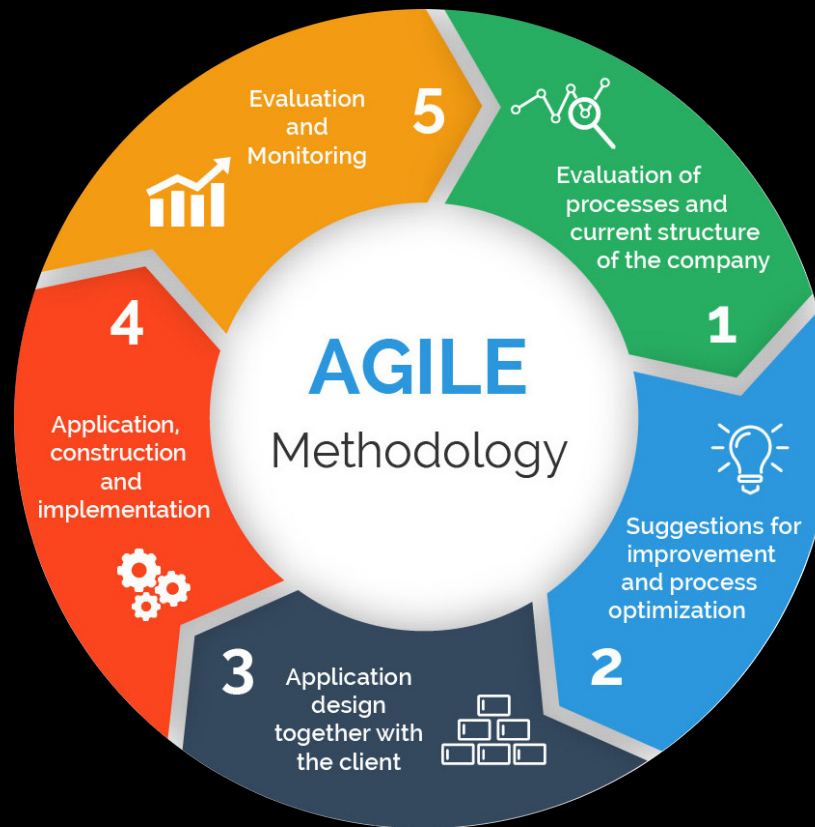 AGILE
Methodology
Evaluation of
processes and
current structure
of the company
1
Suggestions for
improvement
and process
optimization
2
3
Application
design
together with
the client
4
Application,
construction
and
implementation
Evaluation
and
Monitoring
5